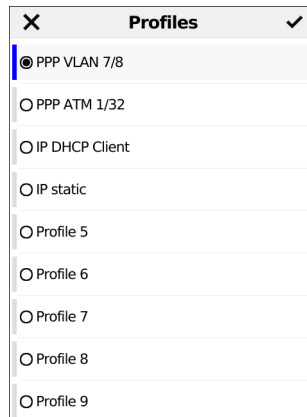 Profiles
PPP VLAN 7/8
PPP ATM 1/32
IP DHCP Client
IP static
Profile 5
Profile 6
Profile 7
Profile 8
Profile 9